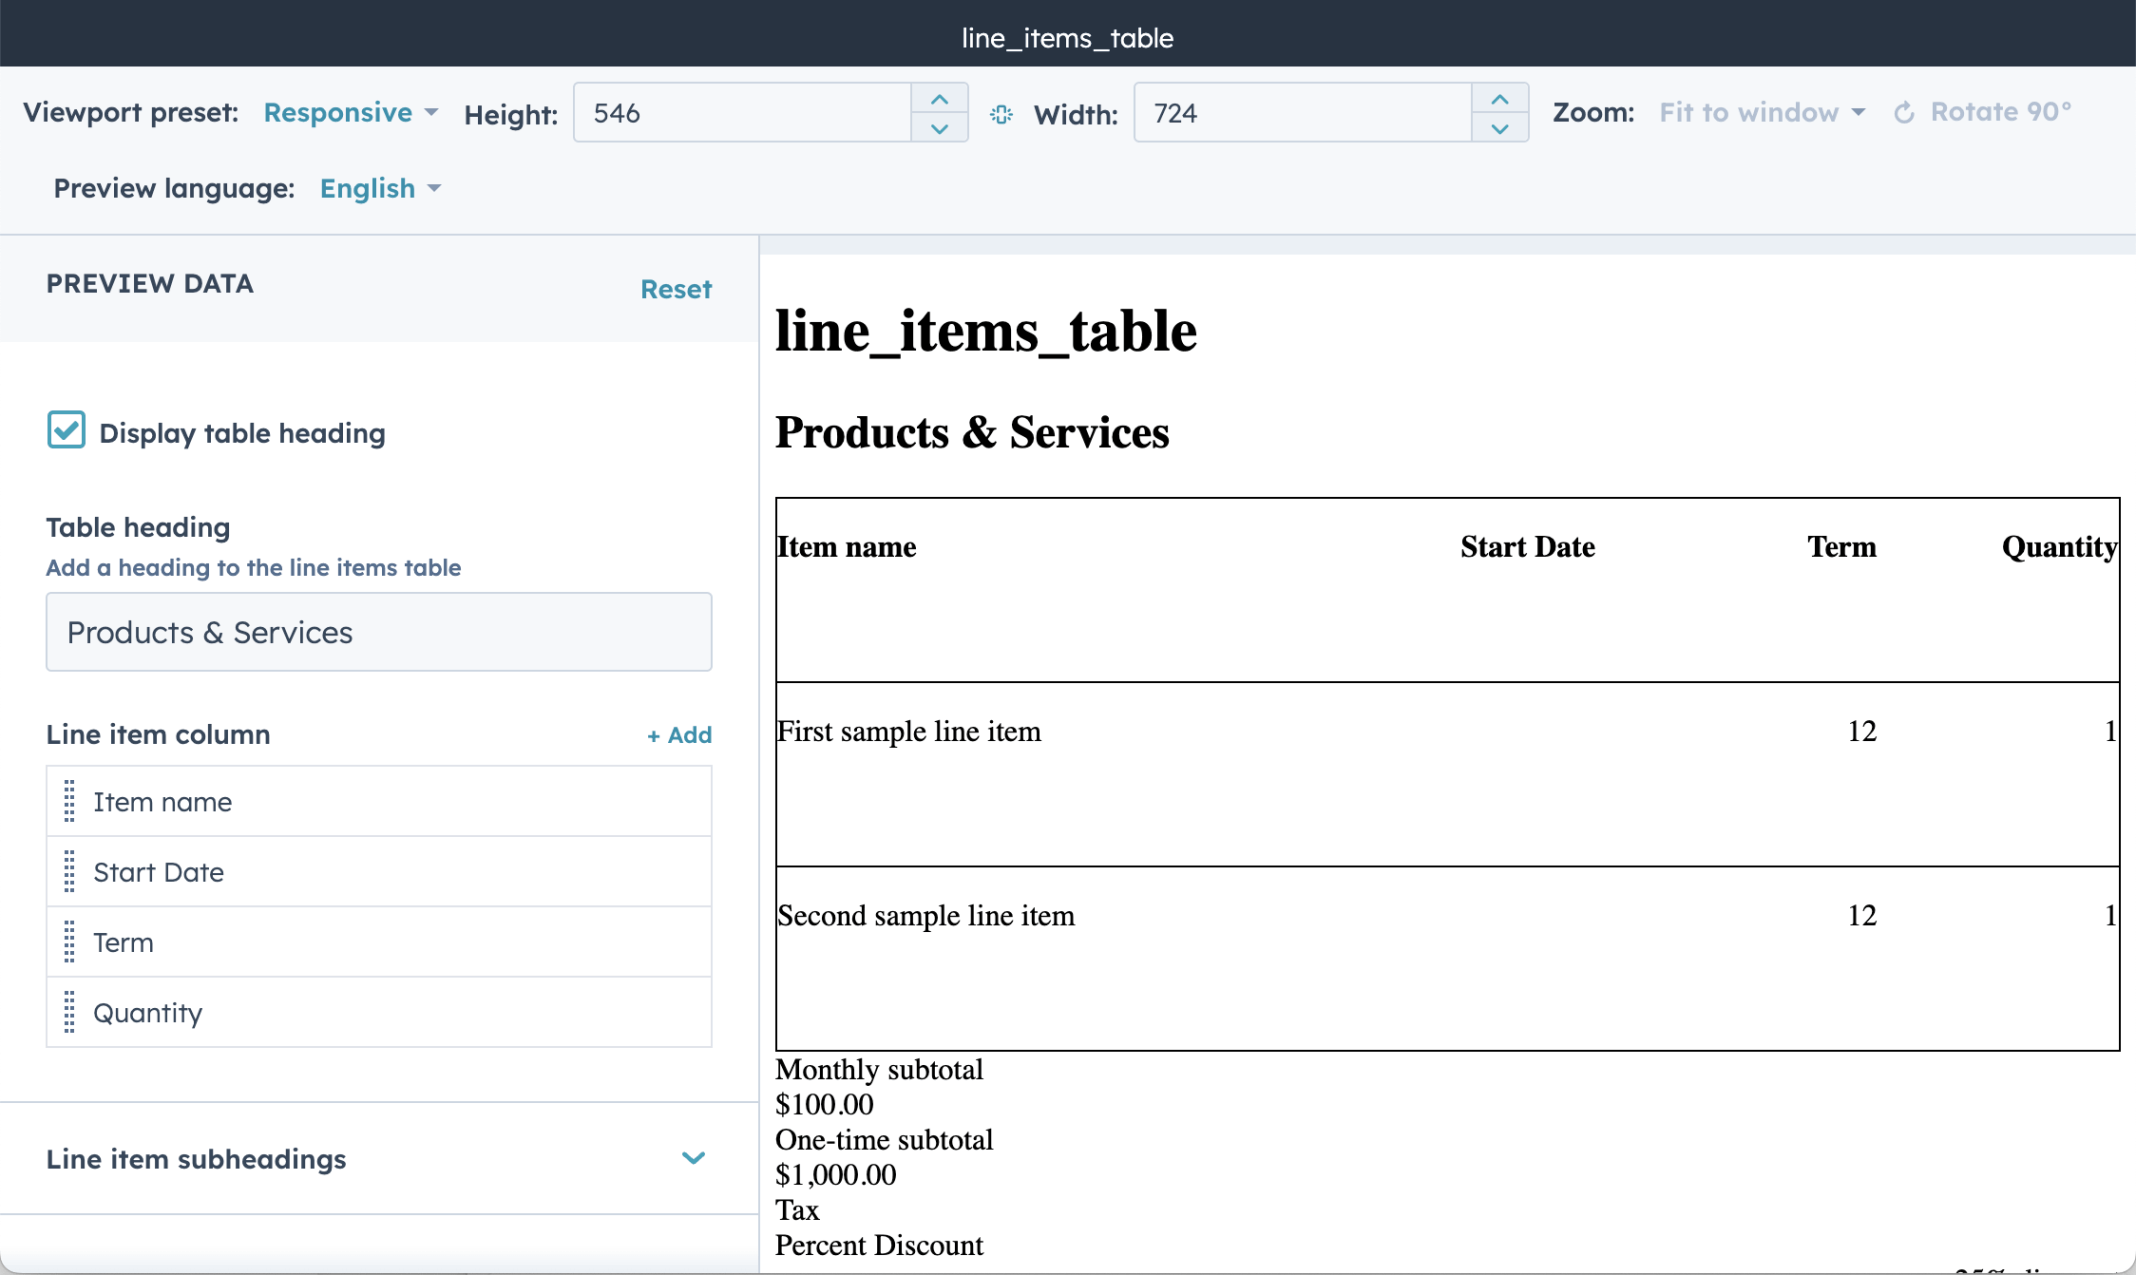 line_items_table
Viewport preset: Responsive Height: 546 Width: 724 Zoom: Fit to window Rotate 90°
Preview language: English
PREVIEW DATA
Reset
Display table heading
Table heading
Add a heading to the line items table
Products & Services
Line item column
+ Add
Item name
Start Date
Term
Quantity
Line item subheadings
line_items_table
Products & Services
Item name Start Date Term Quantity
First sample line item 12 1
Second sample line item 12 1
Monthly subtotal
$100.00
One-time subtotal
$1,000.00
Tax
Percent Discount